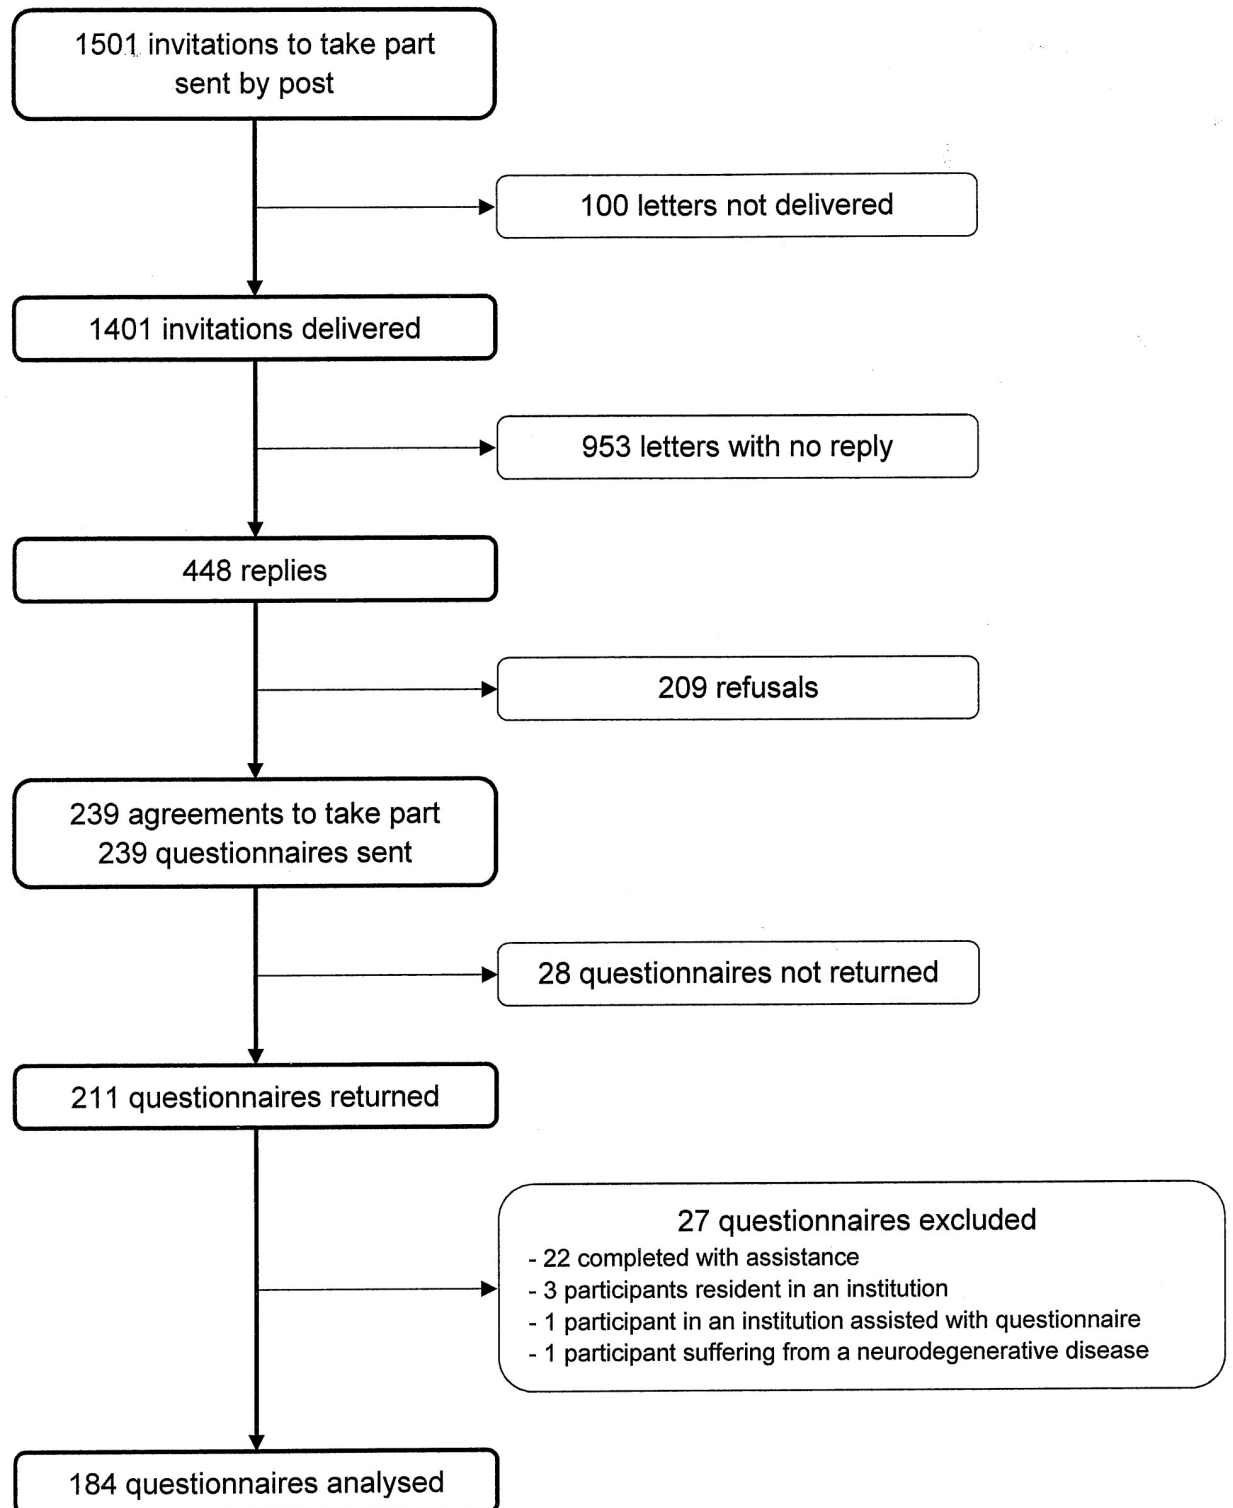 1501 invitations to take part
sent by post
100 letters not delivered
1401 invitations delivered
953 letters with no reply
448 replies
209 refusals
239 agreements to take part
239 questionnaires sent
28 questionnaires not returned
211 questionnaires returned
27 questionnaires excluded
- 22 completed with assistance
- 3 participants resident in an institution
- 1 participant in an institution assisted with questionnaire
- 1 participant suffering from a neurodegenerative disease
184 questionnaires analysed